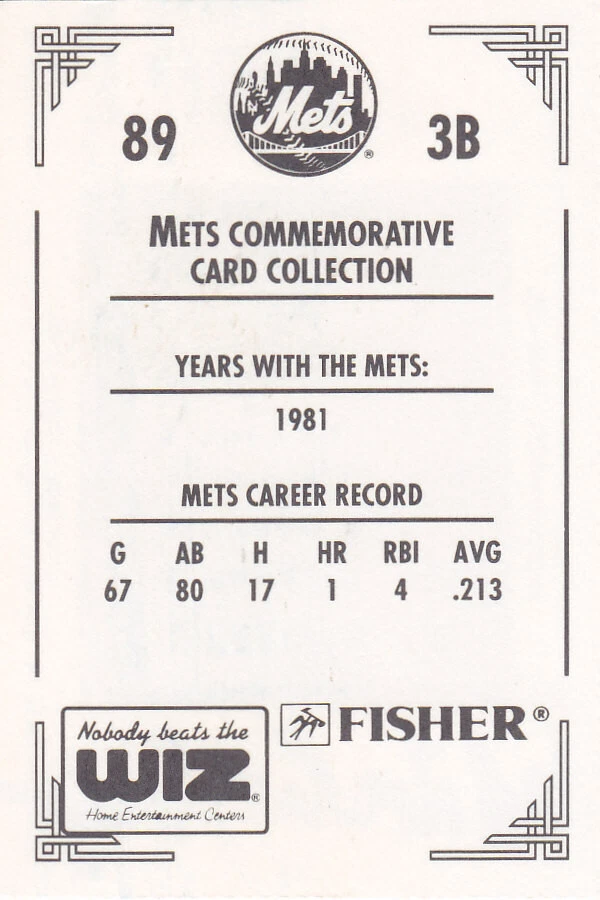 89
Mets
®
3B
METS COMMEMORATIVE
CARD COLLECTION
YEARS WITH THE METS:
1981
METS CAREER RECORD
G AB H HR RBI AVG
67 80 17 1 4 .213
Nobody beats the
WIZ®
Home Entertainment Centers
FISHER®